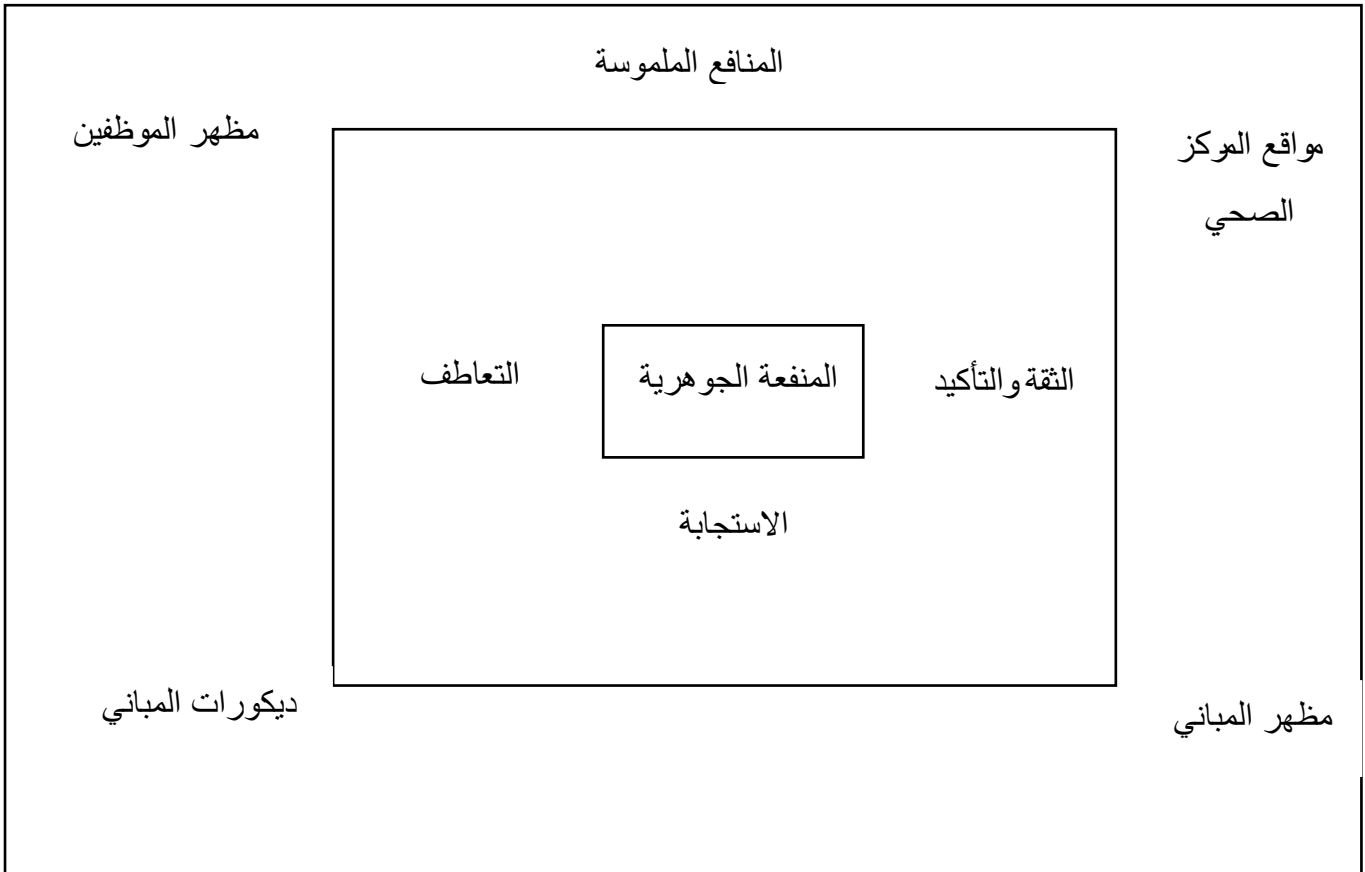 المنافع الملموسة
مواقع المركز
الصحي
مظهر الموظفين
الثقة والتأكيد
المنفعة الجوهرية
التعاطف
الاستجابة
مظهر المباني
ديكورات المباني